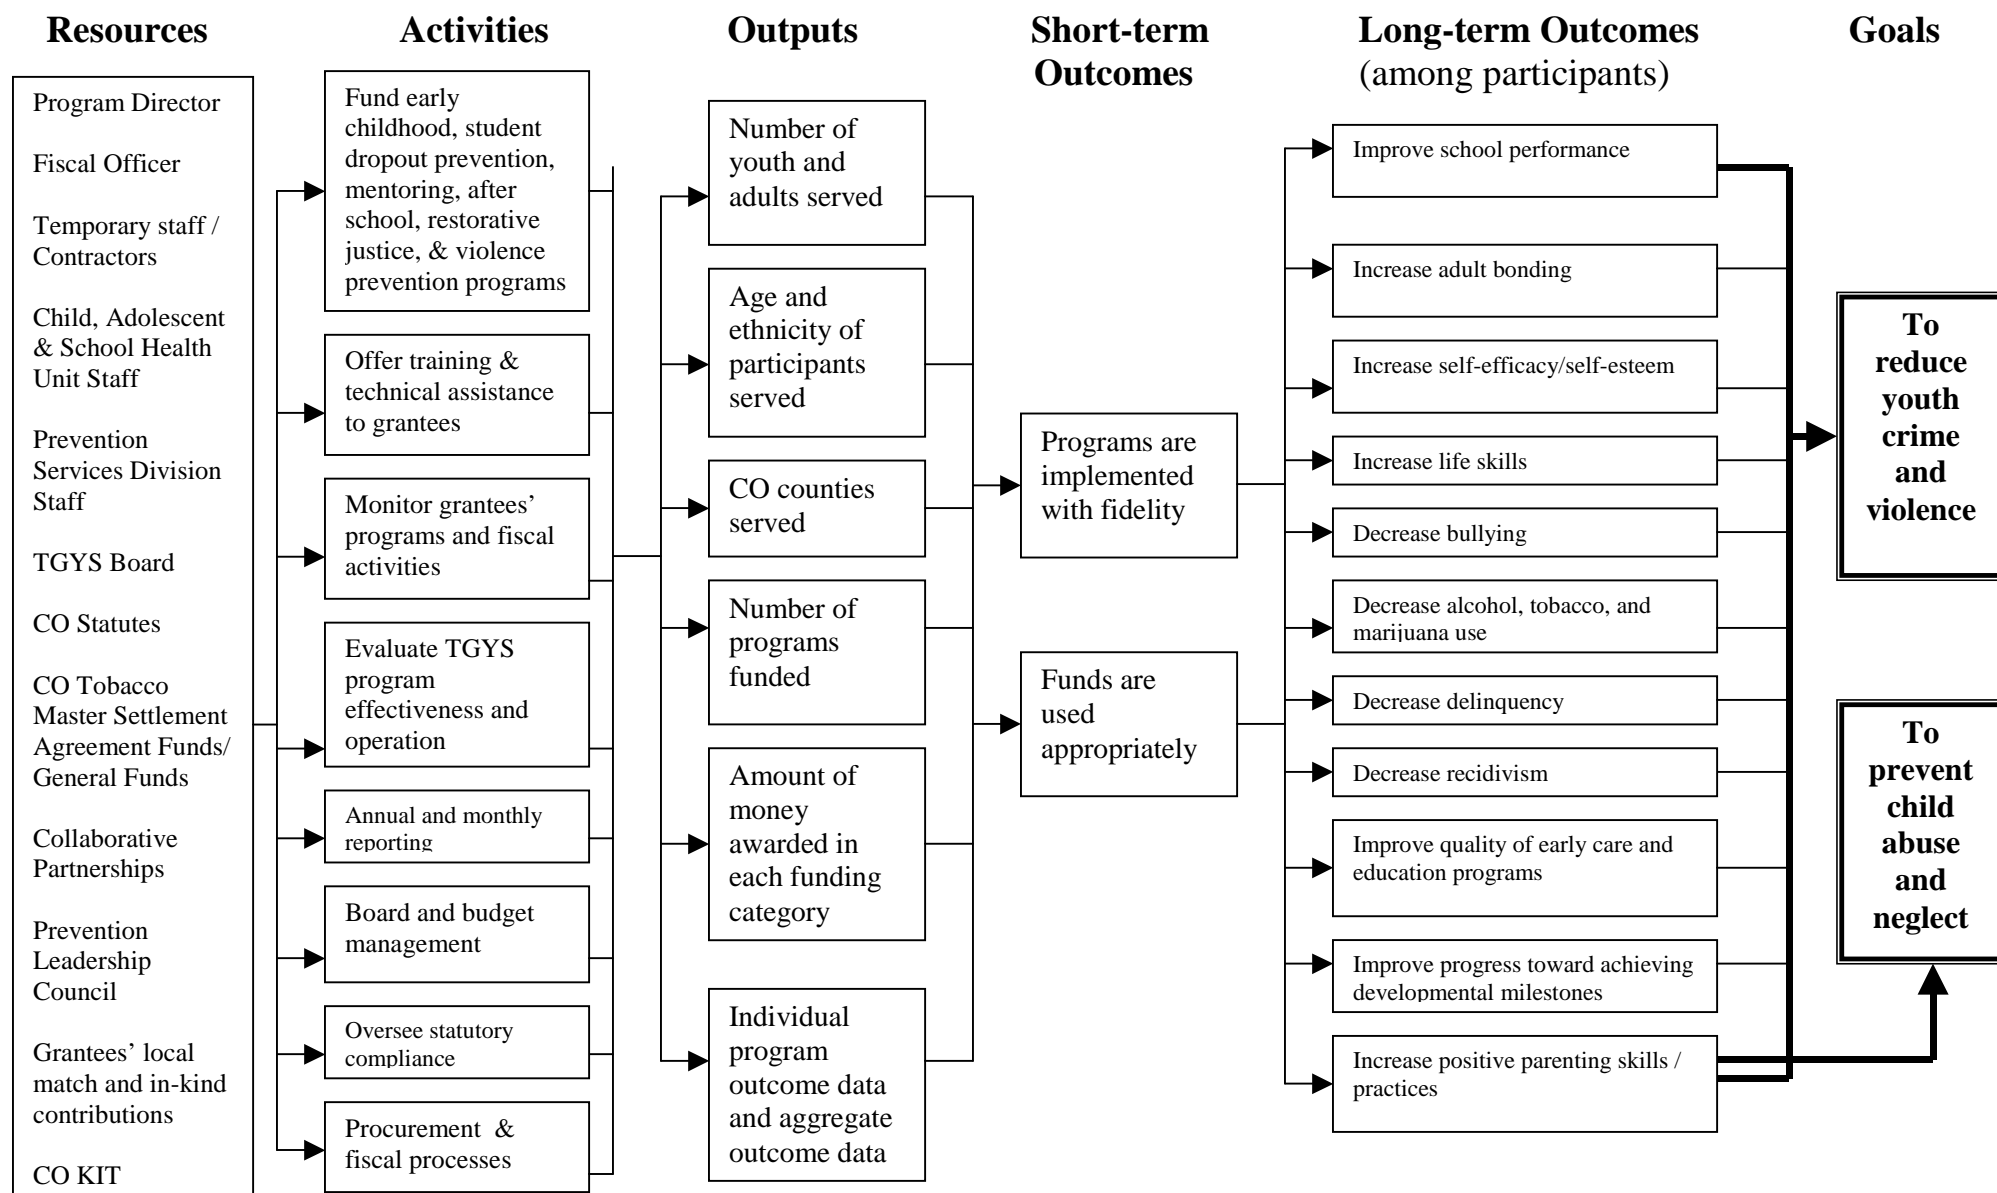 Resources
Activities
Outputs
Short-term
Outcomes
Long-term Outcomes
(among participants)
Goals
Program Director
Fiscal Officer
Temporary staff /
Contractors
Child, Adolescent
& School Health
Unit Staff
Prevention
Services Division
Staff
TGYS Board
CO Statutes
CO Tobacco
Master Settlement
Agreement Funds/
General Funds
Collaborative
Partnerships
Prevention
Leadership
Council
Grantees’ local
match and in-kind
contributions
CO KIT
Fund early
childhood, student
dropout prevention,
mentoring, after
school, restorative
justice, & violence
prevention programs
Offer training &
technical assistance
to grantees
Monitor grantees’
programs and fiscal
activities
Evaluate TGYS
program
effectiveness and
operation
Annual and monthly
reporting
Board and budget
management
Oversee statutory
compliance
Procurement &
fiscal processes
Number of
youth and
adults served
Age and
ethnicity of
participants
served
CO counties
served
Number of
programs
funded
Amount of
money
awarded in
each funding
category
Individual
program
outcome data
and aggregate
outcome data
Programs are
implemented
with fidelity
Funds are
used
appropriately
Improve school performance
Increase adult bonding
Increase self-efficacy/self-esteem
Increase life skills
Decrease bullying
Decrease alcohol, tobacco, and
marijuana use
Decrease delinquency
Decrease recidivism
Improve quality of early care and
education programs
Improve progress toward achieving
developmental milestones
Increase positive parenting skills /
practices
To
reduce
youth
crime
and
violence
To
prevent
child
abuse
and
neglect